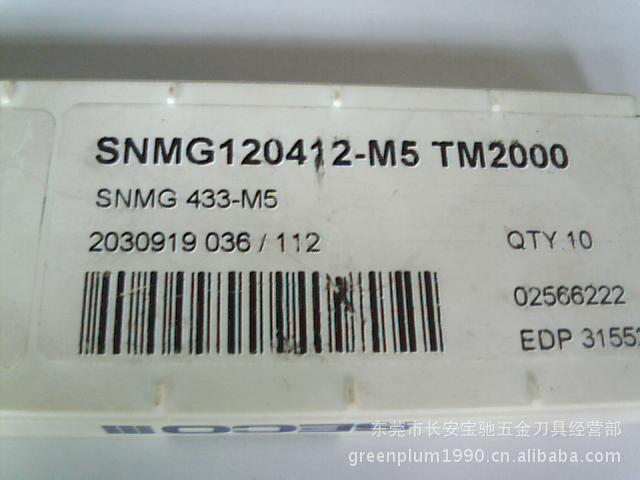 SNMG120412-M5 TM2000
SNMG 433-M5
2030919 036 / 112
QTY 10
02566222
EDP 3155
SECO
东莞市长安宝驰五金刀具经营部
greenplum1990.cn.alibaba.com